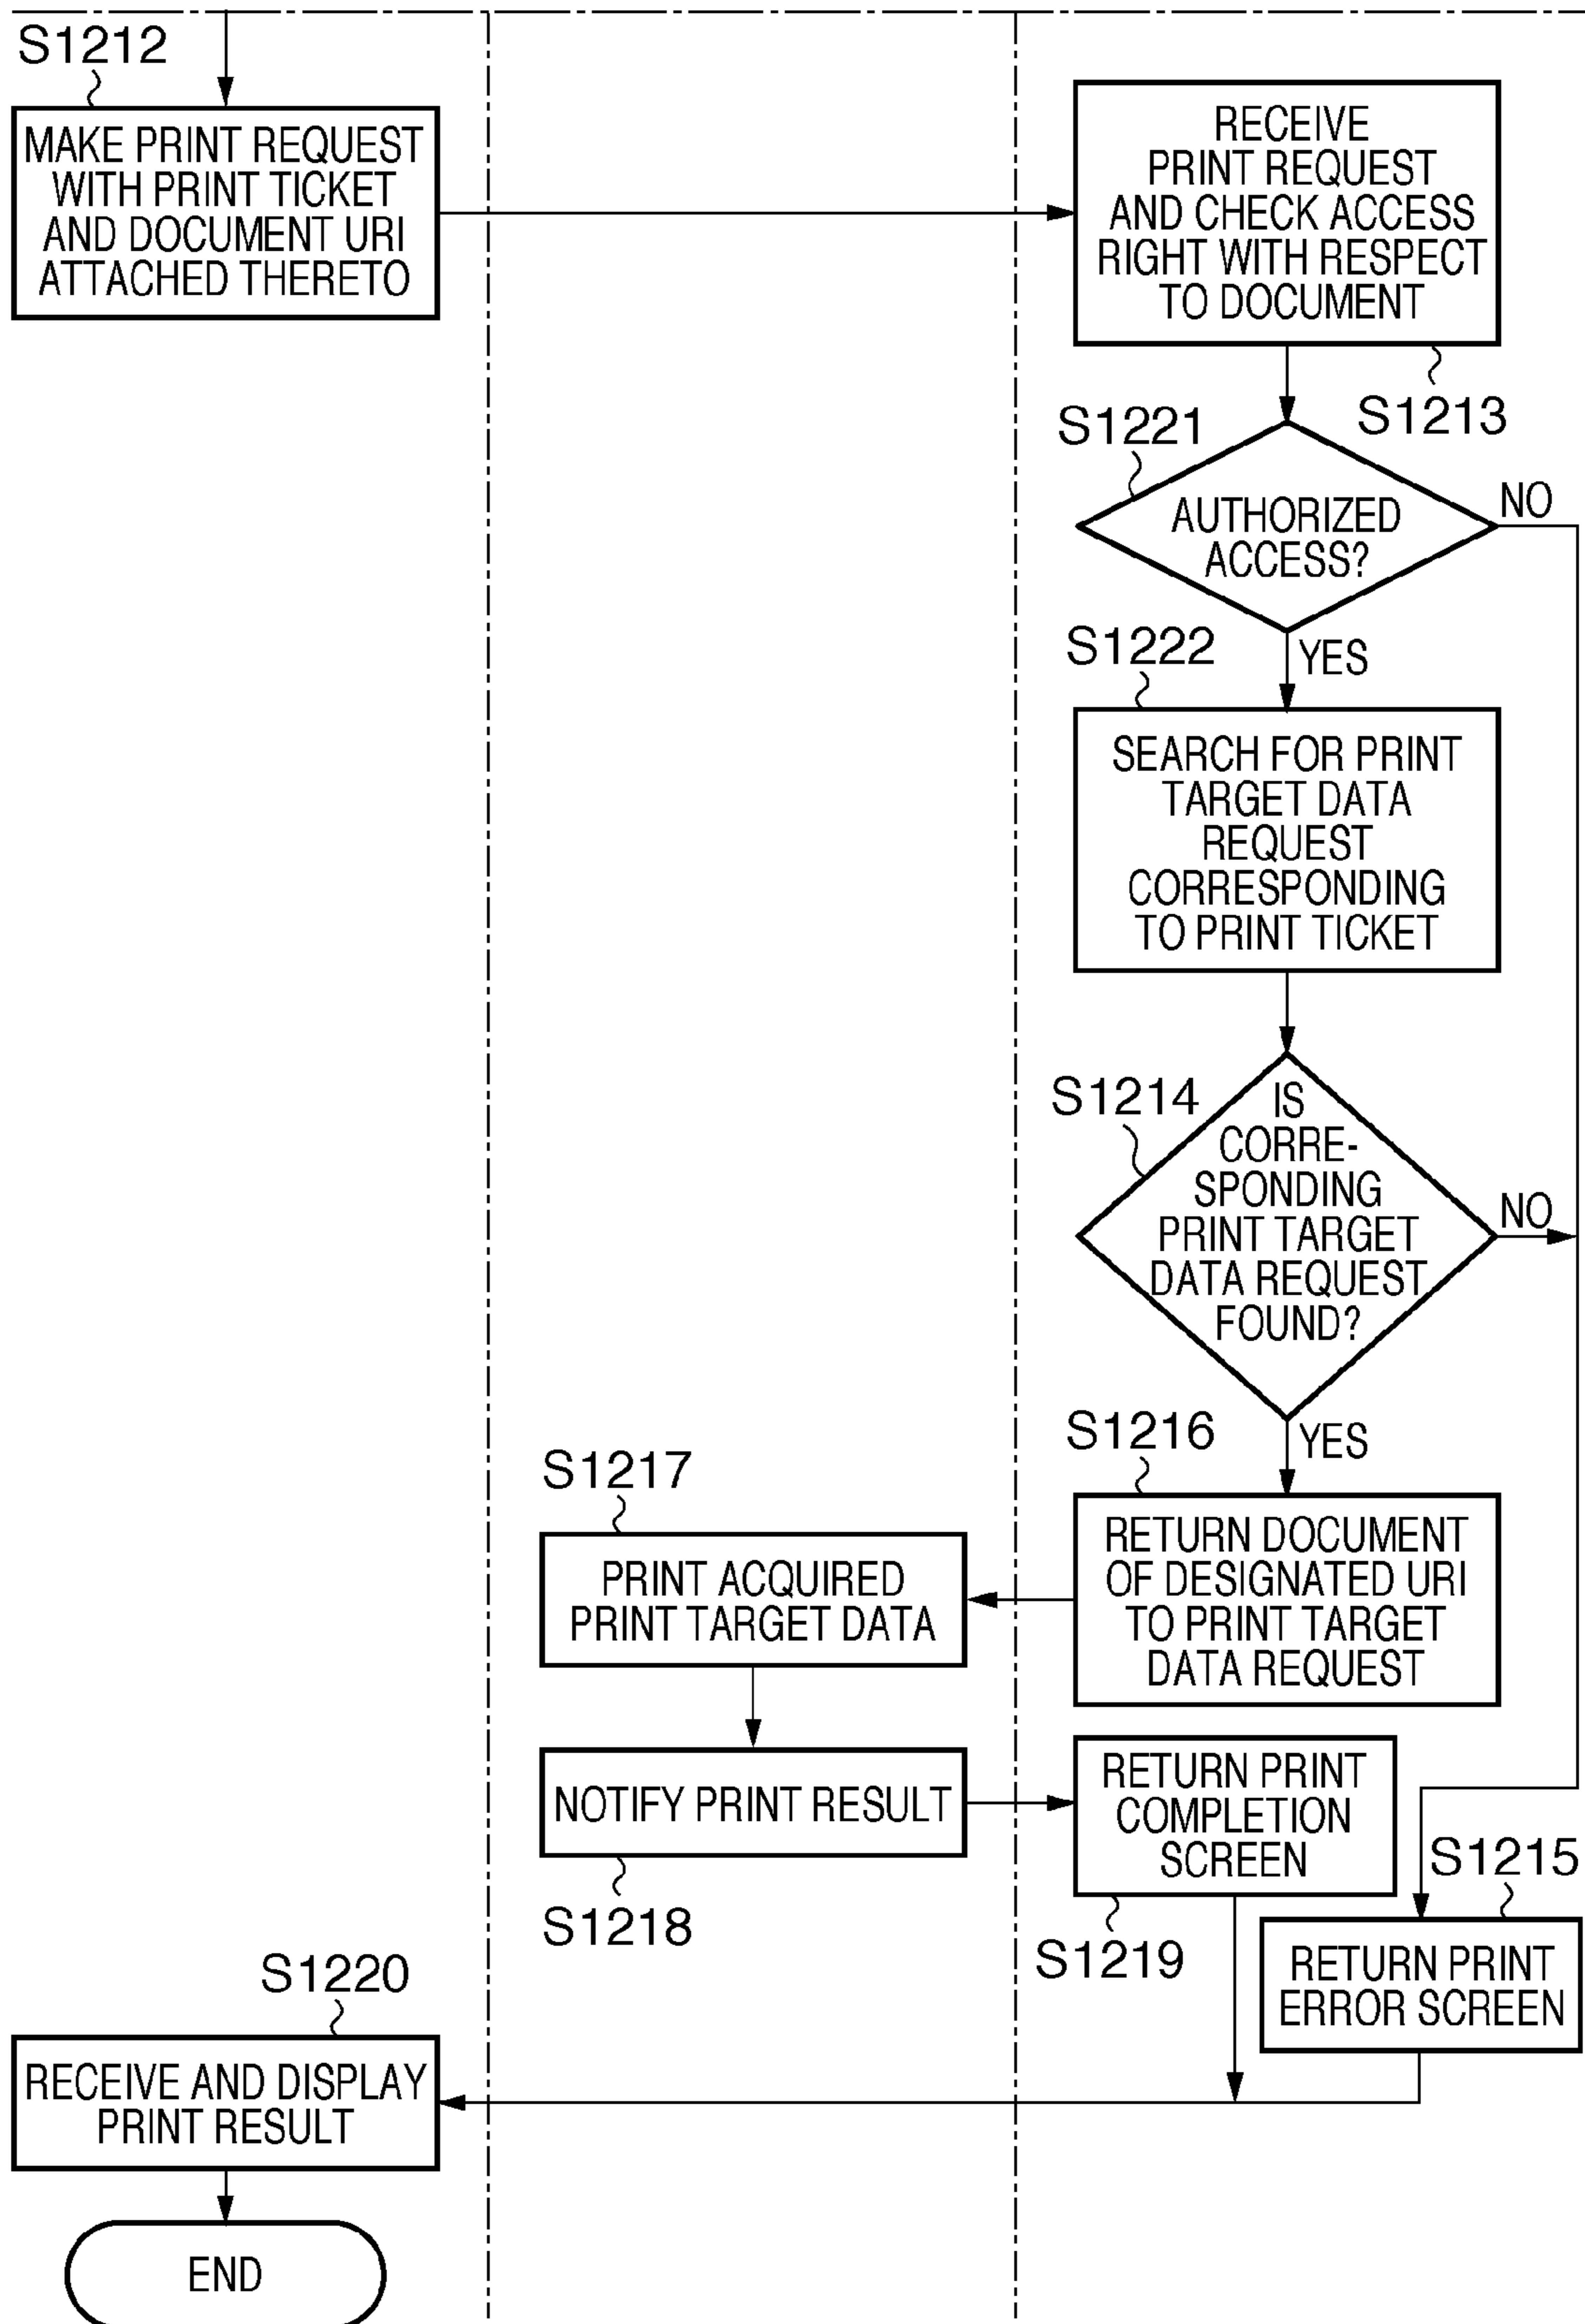 S1212
MAKE PRINT REQUEST
WITH PRINT TICKET
AND DOCUMENT URI
ATTACHED THERETO
RECEIVE
PRINT REQUEST
AND CHECK ACCESS
RIGHT WITH RESPECT
TO DOCUMENT
S1213
S1221
AUTHORIZED
ACCESS?
NO
YES
S1222
SEARCH FOR PRINT
TARGET DATA
REQUEST
CORRESPONDING
TO PRINT TICKET
S1214
IS
CORRE-
SPONDING
PRINT TARGET
DATA REQUEST
FOUND?
NO
YES
S1216
RETURN DOCUMENT
OF DESIGNATED URI
TO PRINT TARGET
DATA REQUEST
S1217
PRINT ACQUIRED
PRINT TARGET DATA
NOTIFY PRINT RESULT
S1218
RETURN PRINT
COMPLETION
SCREEN
S1219
S1215
RETURN PRINT
ERROR SCREEN
S1220
RECEIVE AND DISPLAY
PRINT RESULT
END